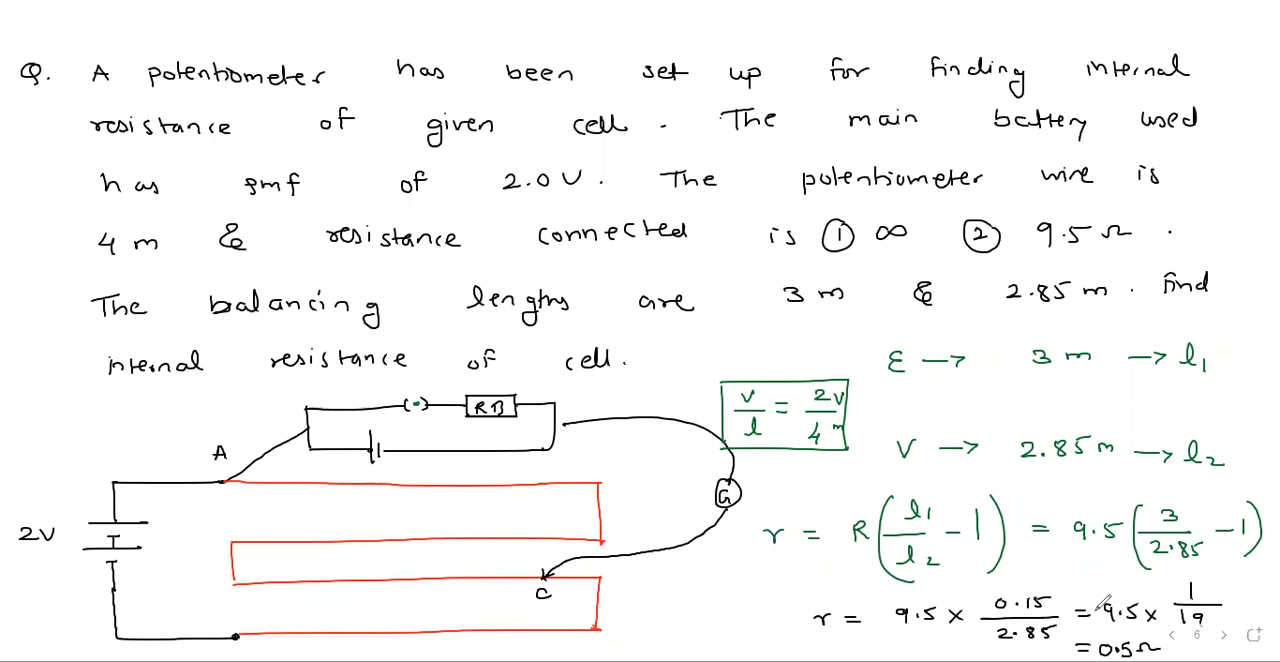 Q. A potentiometer has been set up for finding internal
resistance of given cell. The main battery used
has emf of 2.0V. The potentiometer wire is
4 m & resistance connected is ① ∞ ② 9.5 Ω.
The balancing lengths are 3 m & 2.85 m. find
internal resistance of cell.
ε → 3 m → l₁
V/l = 2V/4m
V → 2.85 m → l₂
(•) RB
A
G
2V
C
r = R(l₁/l₂ - 1) = 9.5(3/2.85 - 1)
r = 9.5 × 0.15/2.85 = 9.5 × 1/19
= 0.5 Ω
< 6 >